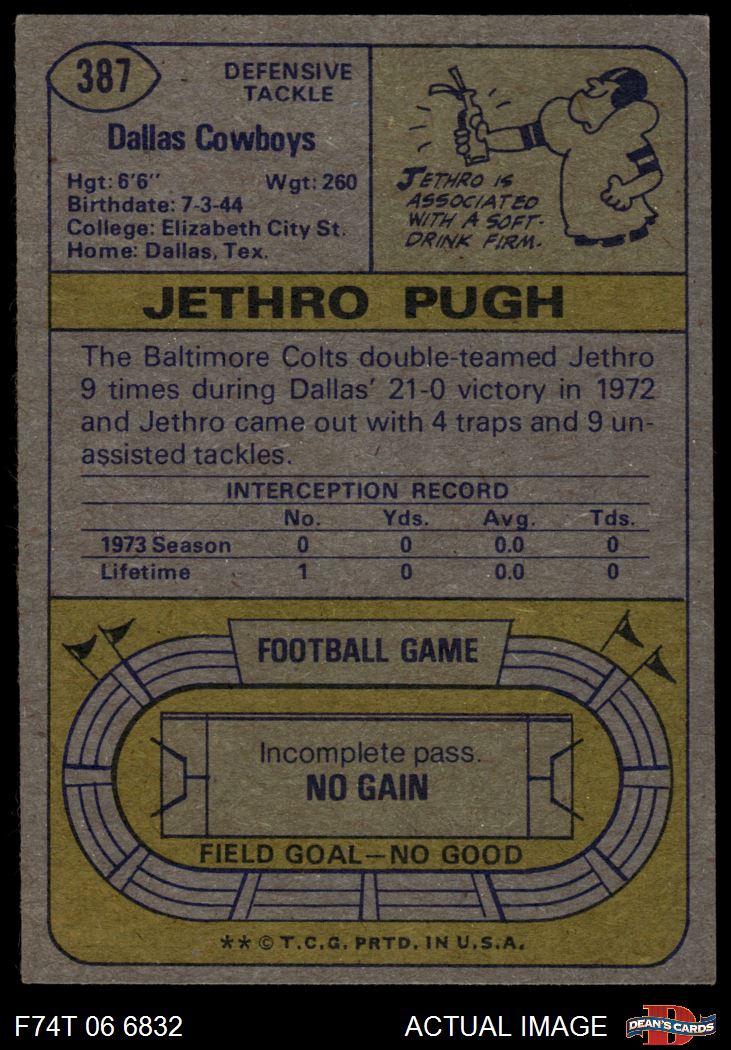 387
DEFENSIVE
TACKLE
Dallas Cowboys
Hgt: 6'6" Wgt: 260
Birthdate: 7-3-44
College: Elizabeth City St.
Home: Dallas, Tex.
JETHRO IS
ASSOCIATED
WITH A SOFT-
DRINK FIRM.
JETHRO PUGH
The Baltimore Colts double-teamed Jethro
9 times during Dallas' 21-0 victory in 1972
and Jethro came out with 4 traps and 9 un-
assisted tackles.
INTERCEPTION RECORD
No. Yds. Avg. Tds.
1973 Season 0 0 0.0 0
Lifetime 1 0 0.0 0
FOOTBALL GAME
Incomplete pass.
NO GAIN
FIELD GOAL—NO GOOD
** © T.C.G. PRTD. IN U.S.A.
F74T 06 6832 ACTUAL IMAGE
D
DEAN'S CARDS